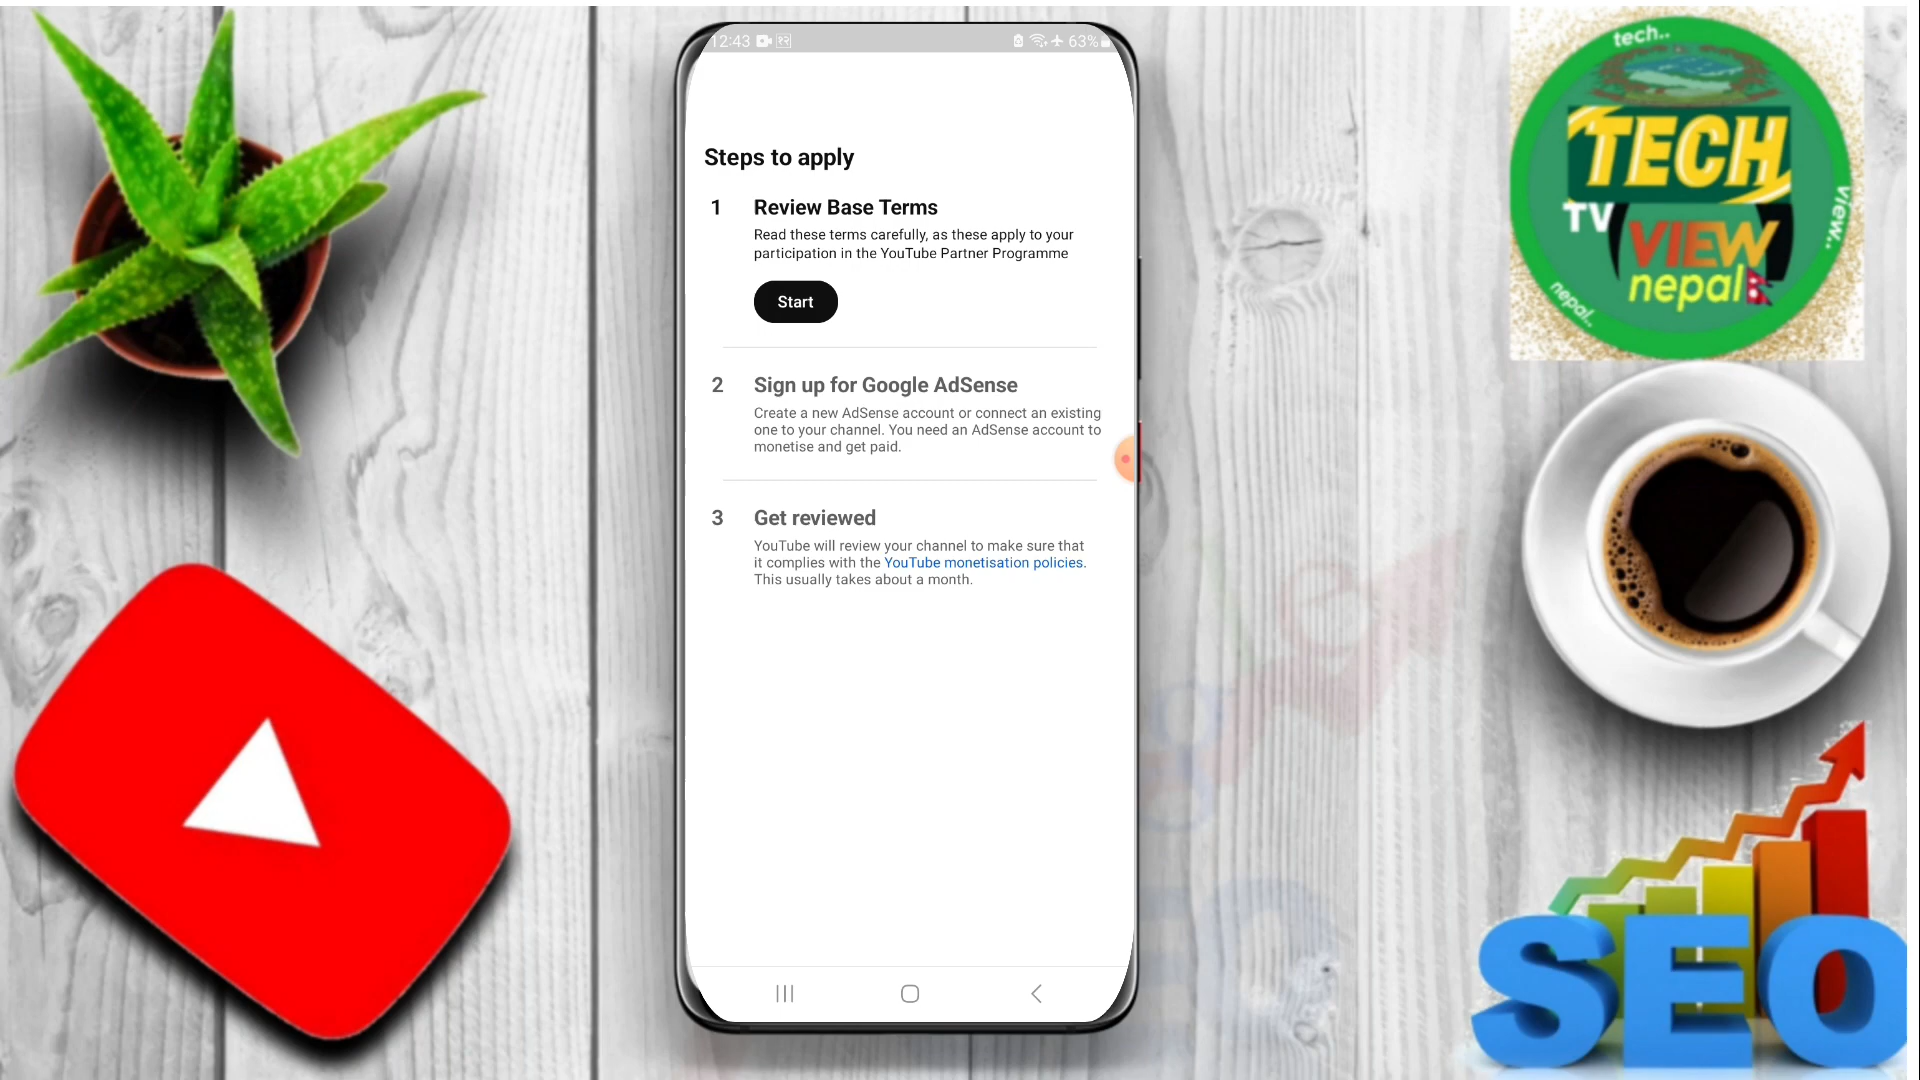 12:43 २२ 63%
Steps to apply
1 Review Base Terms
Read these terms carefully, as these apply to your
participation in the YouTube Partner Programme
Start
2 Sign up for Google AdSense
Create a new AdSense account or connect an existing
one to your channel. You need an AdSense account to
monetise and get paid.
3 Get reviewed
YouTube will review your channel to make sure that
it complies with the YouTube monetisation policies.
This usually takes about a month.
tech..
TECH
TV
VIEW
nepal
view..
nepal..
SEO